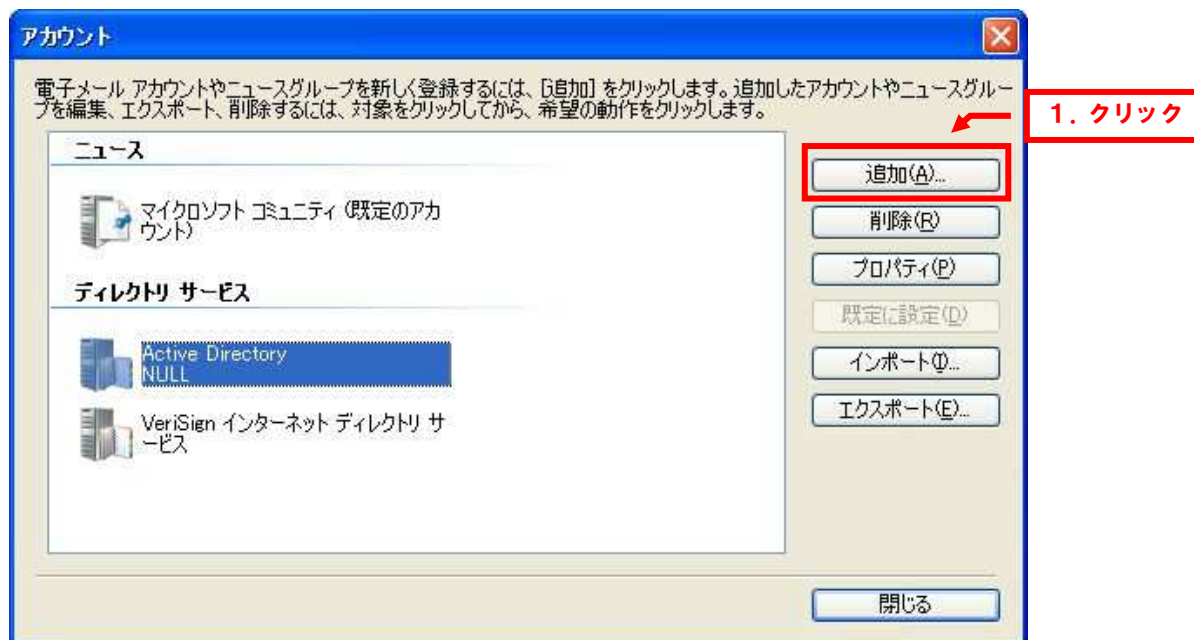 アカウント
電子メール アカウントやニュースグループを新しく登録するには、[追加] をクリックします。追加したアカウントやニュースグルー
プを編集、エクスポート、削除するには、対象をクリックしてから、希望の動作をクリックします。
1. クリック
ニュース
追加(A)...
マイクロソフト コミュニティ (既定のアカ
ウント)
削除(R)
プロパティ(P)
ディレクトリ サービス
既定に設定(D)
Active Directory
NULL
インポート(I)...
VeriSign インターネット ディレクトリ サ
ービス
エクスポート(E)...
閉じる